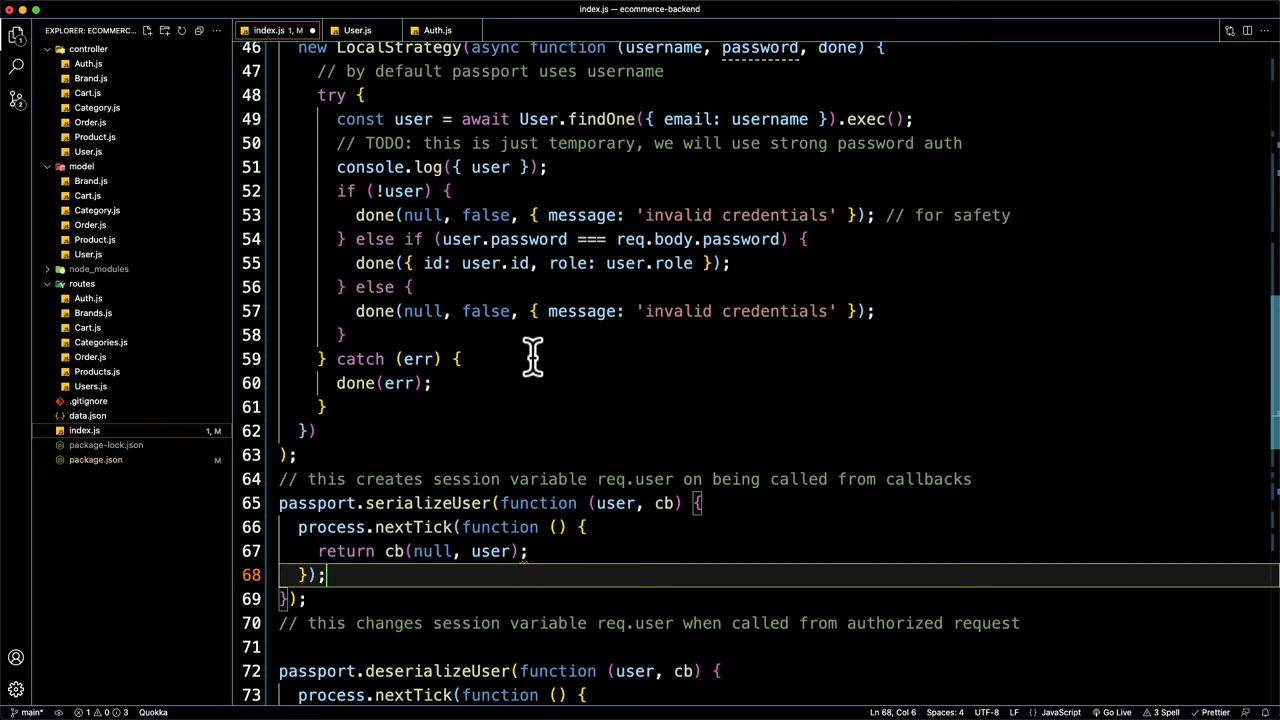 index.js — ecommerce-backend
EXPLORER: ECOMMERC...
index.js 1, M
User.js
Auth.js
controller
Auth.js
Brand.js
Cart.js
Category.js
Order.js
Product.js
User.js
model
Brand.js
Cart.js
Category.js
Order.js
Product.js
User.js
node_modules
routes
Auth.js
Brands.js
Cart.js
Categories.js
Order.js
Products.js
Users.js
.gitignore
data.json
index.js 1, M
package-lock.json
package.json M
46 new LocalStrategy(async function (username, password, done) {
47 // by default passport uses username
48 try {
49 const user = await User.findOne({ email: username }).exec();
50 // TODO: this is just temporary, we will use strong password auth
51 console.log({ user });
52 if (!user) {
53 done(null, false, { message: 'invalid credentials' }); // for safety
54 } else if (user.password === req.body.password) {
55 done({ id: user.id, role: user.role });
56 } else {
57 done(null, false, { message: 'invalid credentials' });
58 }
59 } catch (err) {
60 done(err);
61 }
62 })
63 );
64 // this creates session variable req.user on being called from callbacks
65 passport.serializeUser(function (user, cb) {
66 process.nextTick(function () {
67 return cb(null, user);
68 });
69 });
70 // this changes session variable req.user when called from authorized request
71
72 passport.deserializeUser(function (user, cb) {
73 process.nextTick(function () {
main* 1 0 3 Quokka
Ln 68, Col 6 Spaces: 4 UTF-8 LF {} JavaScript Go Live 3 Spell Prettier